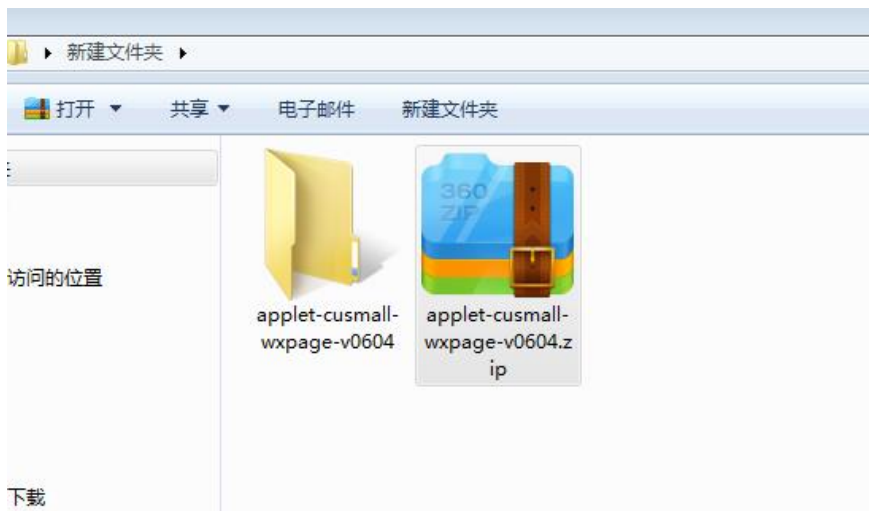 新建文件夹
打开
共享
电子邮件
新建文件夹
360
ZIP
访问的位置
applet-cusmall-
wxpage-v0604
applet-cusmall-
wxpage-v0604.z
ip
下载